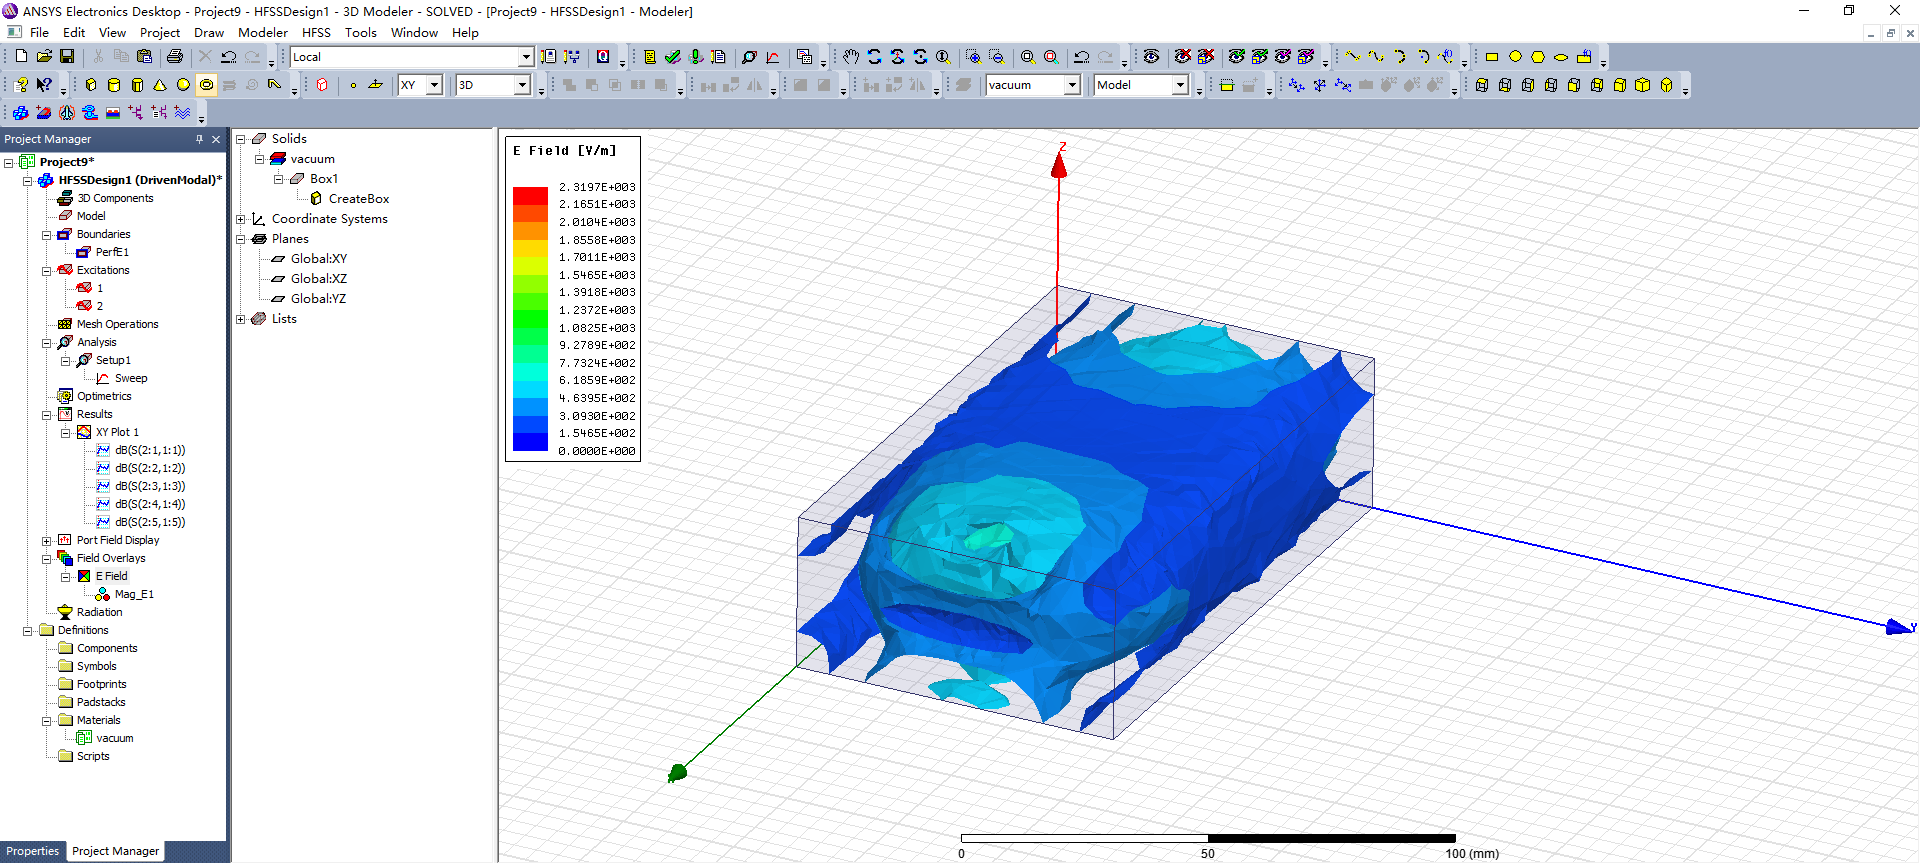 ANSYS Electronics Desktop - Project9 - HFSSDesign1 - 3D Modeler - SOLVED - [Project9 - HFSSDesign1 - Modeler]
File Edit View Project Draw Modeler HFSS Tools Window Help
Local
XY 3D vacuum Model
Project Manager
Project9*
HFSSDesign1 (DrivenModal)*
3D Components
Model
Boundaries
PerfE1
Excitations
1
2
Mesh Operations
Analysis
Setup1
Sweep
Optimetrics
Results
XY Plot 1
dB(S(2:1,1:1))
dB(S(2:2,1:2))
dB(S(2:3,1:3))
dB(S(2:4,1:4))
dB(S(2:5,1:5))
Port Field Display
Field Overlays
E Field
Mag_E1
Radiation
Definitions
Components
Symbols
Footprints
Padstacks
Materials
vacuum
Scripts
Properties Project Manager
Solids
vacuum
Box1
CreateBox
Coordinate Systems
Planes
Global:XY
Global:XZ
Global:YZ
Lists
E Field [V/m]
2.3197E+003
2.1651E+003
2.0104E+003
1.8558E+003
1.7011E+003
1.5465E+003
1.3918E+003
1.2372E+003
1.0825E+003
9.2789E+002
7.7324E+002
6.1859E+002
4.6395E+002
3.0930E+002
1.5465E+002
0.0000E+000
Z
Y
0 50 100 (mm)